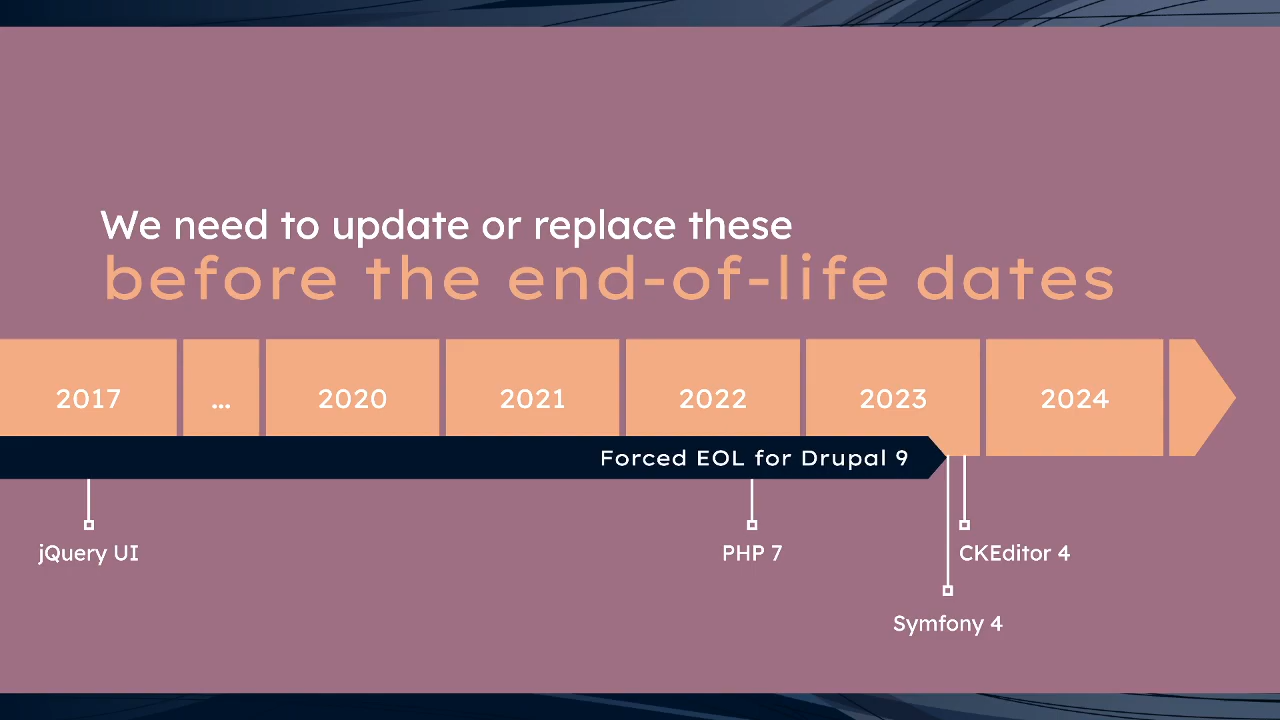 We need to update or replace these
before the end-of-life dates
2017
...
2020
2021
2022
2023
2024
Forced EOL for Drupal 9
jQuery UI
PHP 7
CKEditor 4
Symfony 4